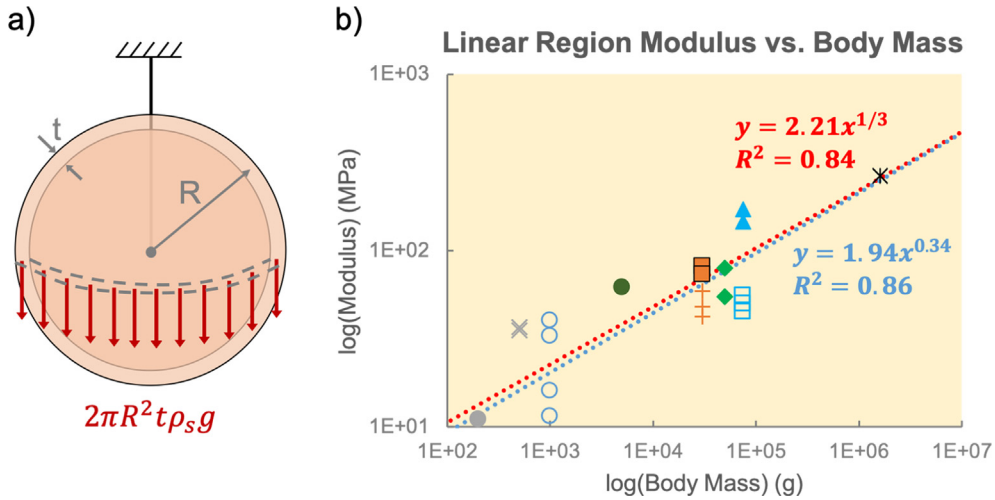 a)
t
R
2πR²tρₛg
b)
Linear Region Modulus vs. Body Mass
log(Modulus) (MPa)
1E+03
1E+02
1E+01
y = 2.21x^{1/3}
R² = 0.84
y = 1.94x^{0.34}
R² = 0.86
1E+02 1E+03 1E+04 1E+05 1E+06 1E+07
log(Body Mass) (g)